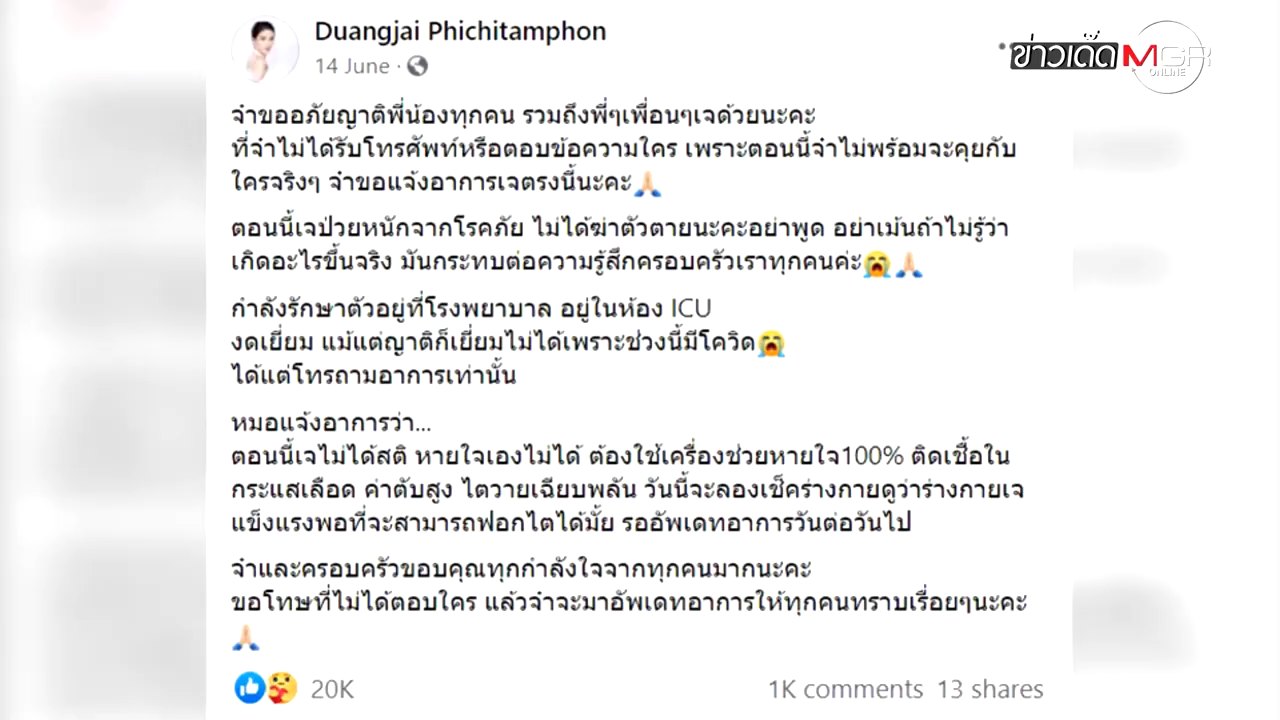 Duangjai Phichitamphon
14 June ·
ข่าวเด็ด MGR
ONLINE
จ๋าขออภัยญาติพี่น้องทุกคน รวมถึงพี่ๆเพื่อนๆเจด้วยนะคะ
ที่จ๋าไม่ได้รับโทรศัพท์หรือตอบข้อความใคร เพราะตอนนี้จ๋าไม่พร้อมจะคุยกับ
ใครจริงๆ จ๋าขอแจ้งอาการเจตรงนี้นะคะ🙏🏻
ตอนนี้เจป่วยหนักจากโรคภัย ไม่ได้ฆ่าตัวตายนะคะอย่าพูด อย่าเม้นถ้าไม่รู้ว่า
เกิดอะไรขึ้นจริง มันกระทบต่อความรู้สึกครอบครัวเราทุกคนค่ะ😭🙏🏻
กำลังรักษาตัวอยู่ที่โรงพยาบาล อยู่ในห้อง ICU
งดเยี่ยม แม้แต่ญาติก็เยี่ยมไม่ได้เพราะช่วงนี้มีโควิด😭
ได้แต่โทรถามอาการเท่านั้น
หมอแจ้งอาการว่า...
ตอนนี้เจไม่ได้สติ หายใจเองไม่ได้ ต้องใช้เครื่องช่วยหายใจ100% ติดเชื้อใน
กระแสเลือด ค่าตับสูง ไตวายเฉียบพลัน วันนี้จะลองเช็คร่างกายดูว่าร่างกายเจ
แข็งแรงพอที่จะสามารถฟอกไตได้มั้ย รออัพเดทอาการวันต่อวันไป
จ๋าและครอบครัวขอบคุณทุกกำลังใจจากทุกคนมากนะคะ
ขอโทษที่ไม่ได้ตอบใคร แล้วจ๋าจะมาอัพเดทอาการให้ทุกคนทราบเรื่อยๆนะคะ
🙏🏻
20K 1K comments 13 shares